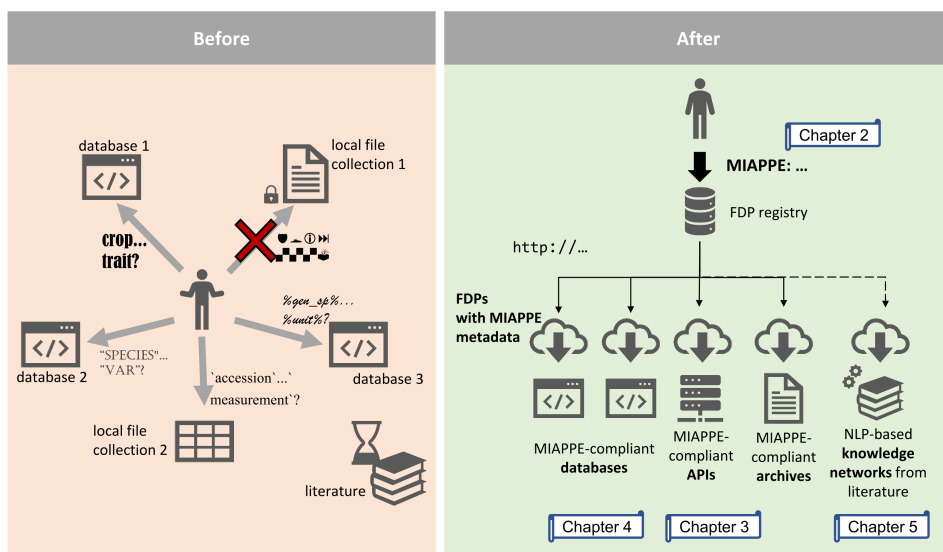 Before
database 1
</>
local file
collection 1
crop...
trait?
%gen_sp%...
%unit%?
</>
database 2
"SPECIES"...
"VAR"?
</>
database 3
`accession`...`
measurement`?
local file
collection 2
literature
After
Chapter 2
MIAPPE: ...
FDP registry
http://…
FDPs
with MIAPPE
metadata
</>
</>
MIAPPE-compliant
databases
MIAPPE-
compliant
APIs
MIAPPE-
compliant
archives
NLP-based
knowledge
networks from
literature
Chapter 4
Chapter 3
Chapter 5